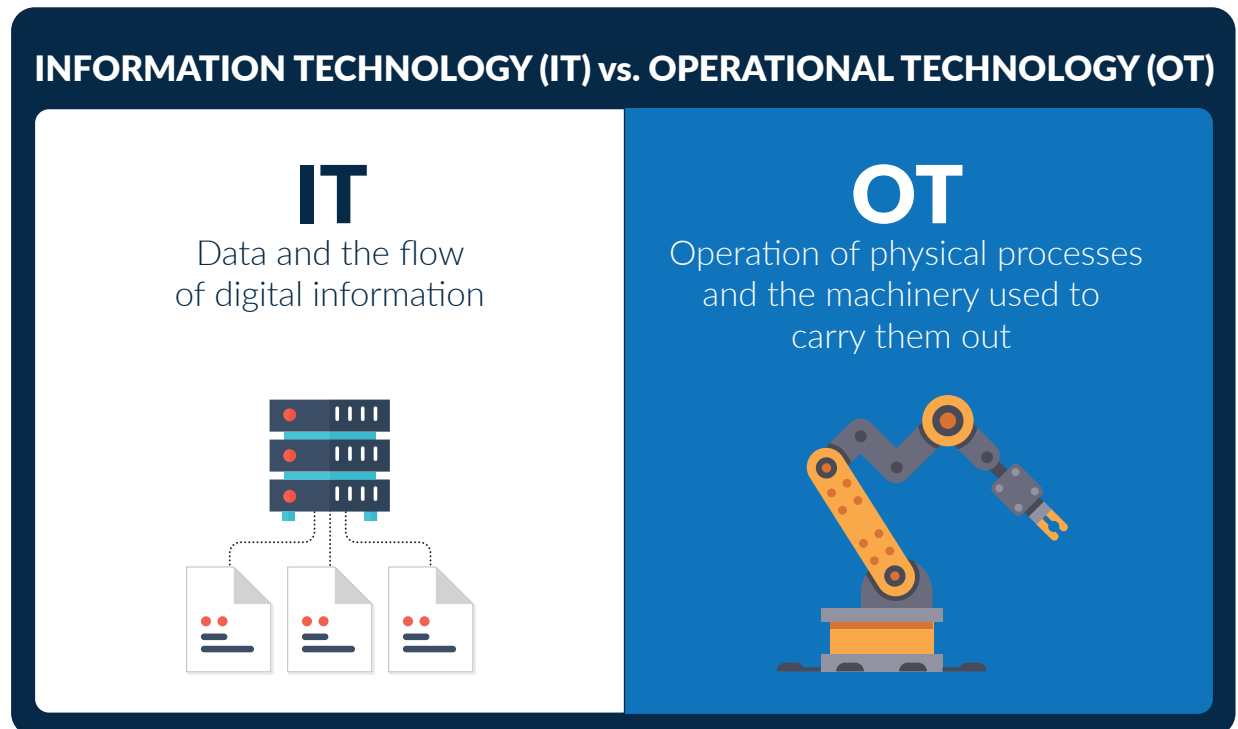 INFORMATION TECHNOLOGY (IT) vs. OPERATIONAL TECHNOLOGY (OT)
IT
Data and the flow
of digital information
OT
Operation of physical processes
and the machinery used to
carry them out